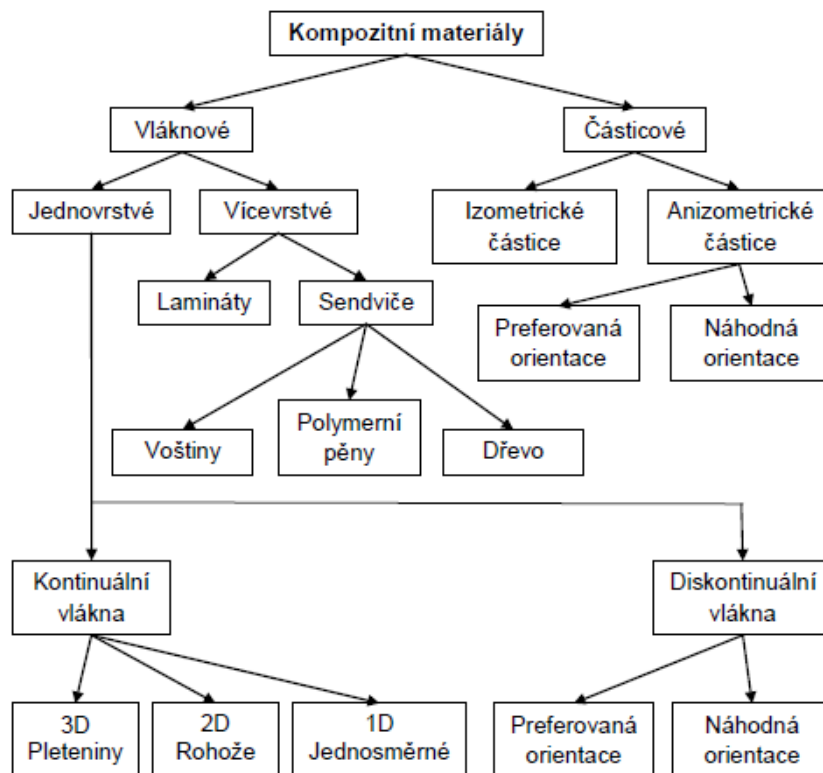 Kompozitní materiály
Vláknové
Částicové
Jednovrstvé
Vícevrstvé
Izometrické
částice
Anizometrické
částice
Lamináty
Sendviče
Preferovaná
orientace
Náhodná
orientace
Voštiny
Polymerní
pěny
Dřevo
Kontinuální
vlákna
Diskontinuální
vlákna
3D
Pleteniny
2D
Rohože
1D
Jednosměrné
Preferovaná
orientace
Náhodná
orientace